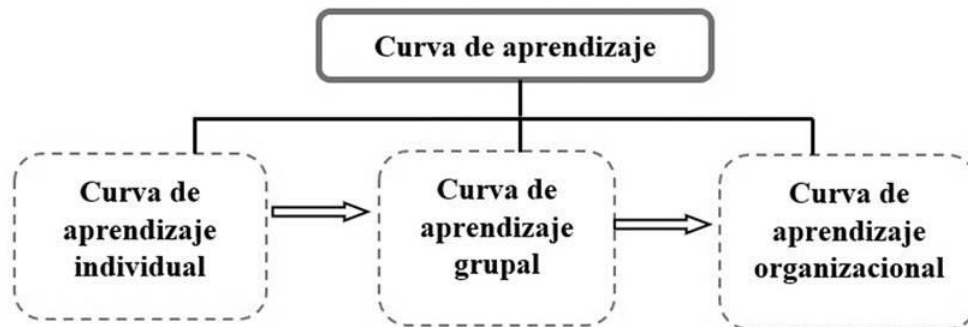 Curva de aprendizaje
Curva de
aprendizaje
individual
Curva de
aprendizaje
grupal
Curva de
aprendizaje
organizacional